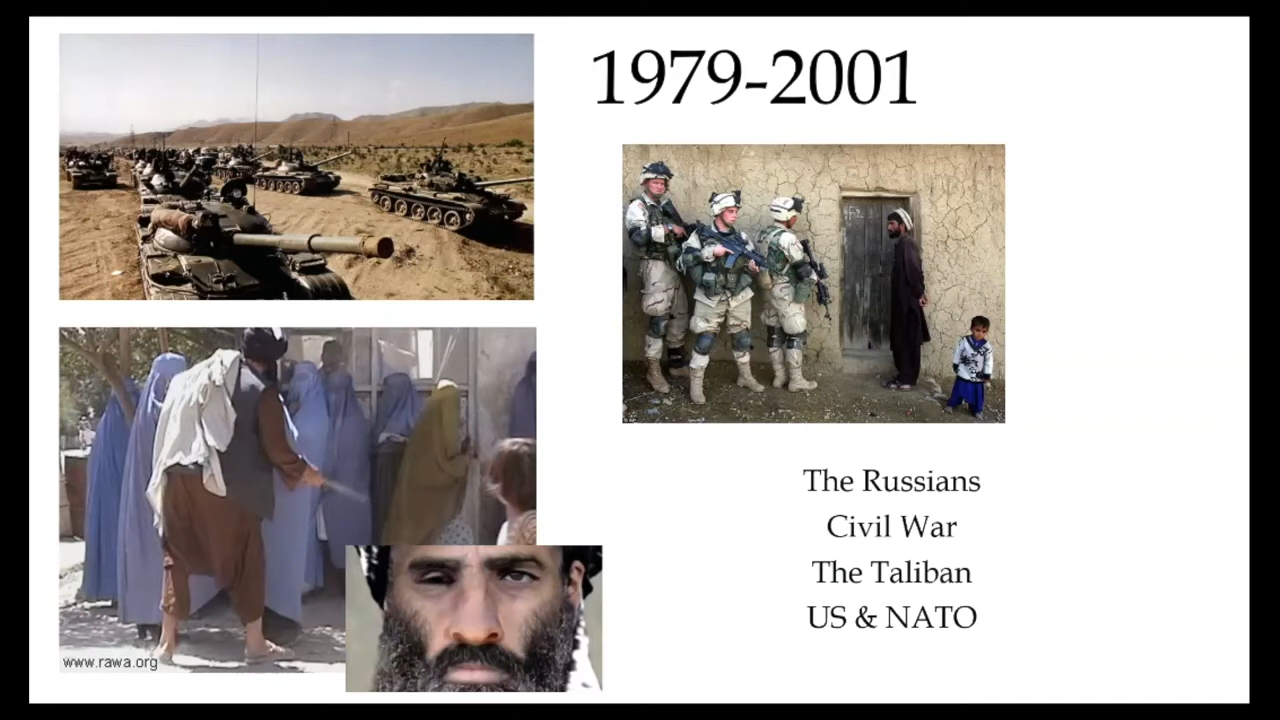 1979-2001
The Russians
Civil War
The Taliban
US & NATO
www.rawa.org